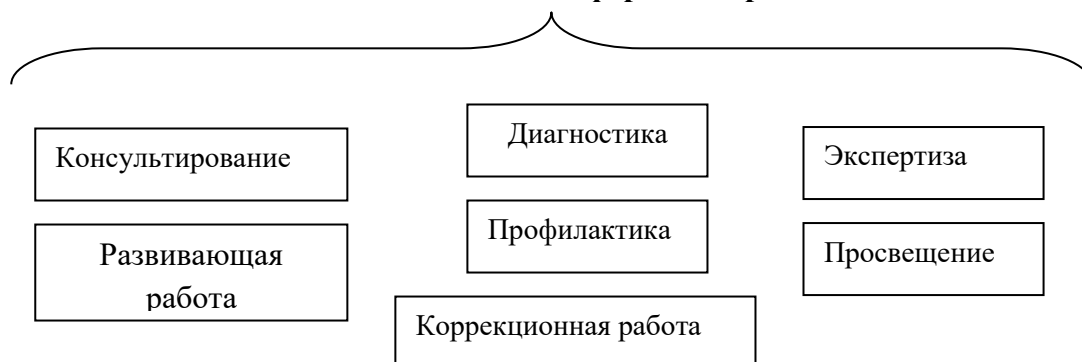 Консультирование
Диагностика
Экспертиза
Развивающая
работа
Профилактика
Просвещение
Коррекционная работа